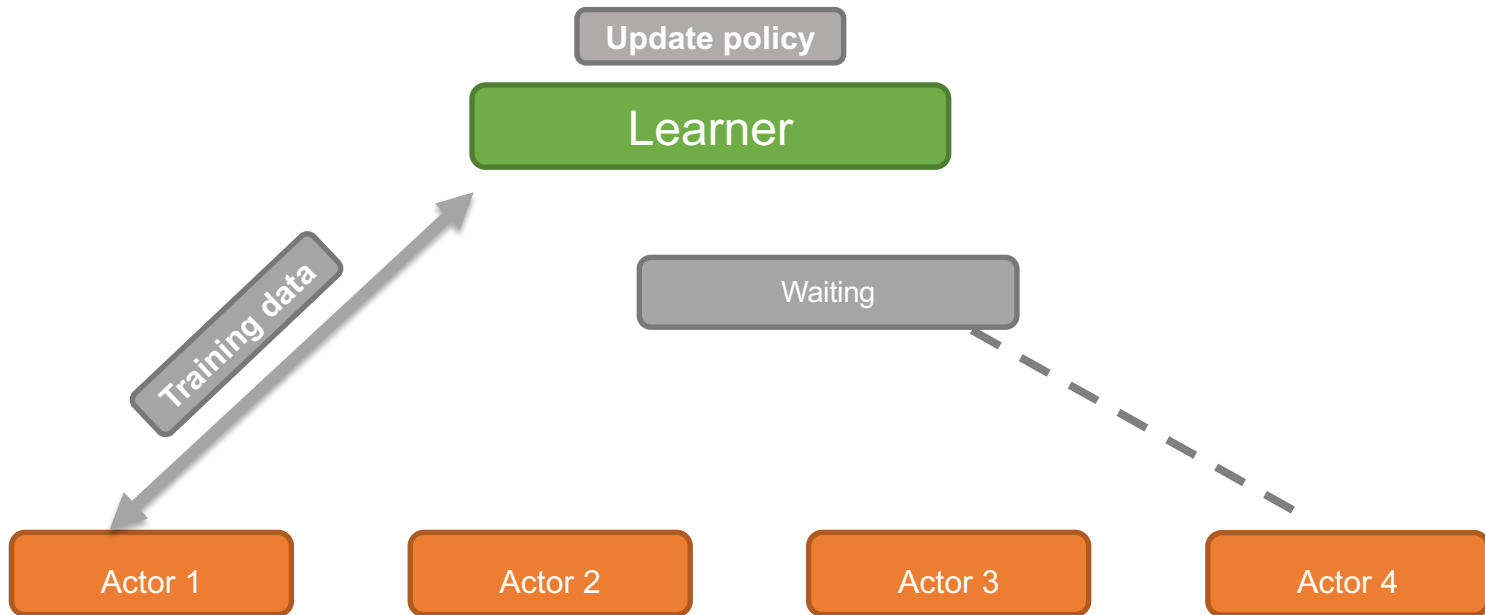 Update policy
Learner
Training data
Waiting
Actor 1
Actor 2
Actor 3
Actor 4